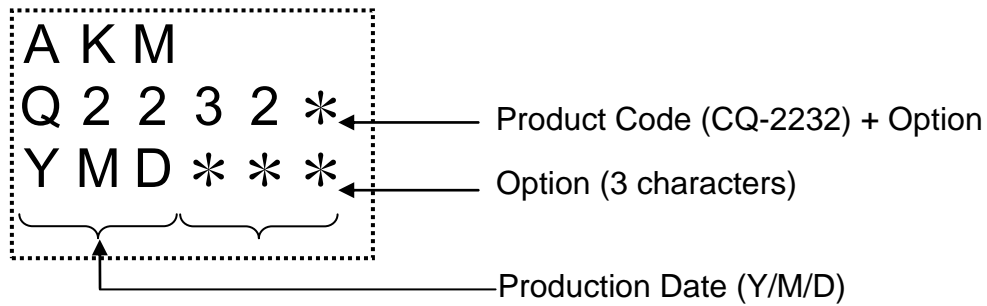 A K M
Q 2 2 3 2 *
Product Code (CQ-2232) + Option
Y M D * * *
Option (3 characters)
Production Date (Y/M/D)